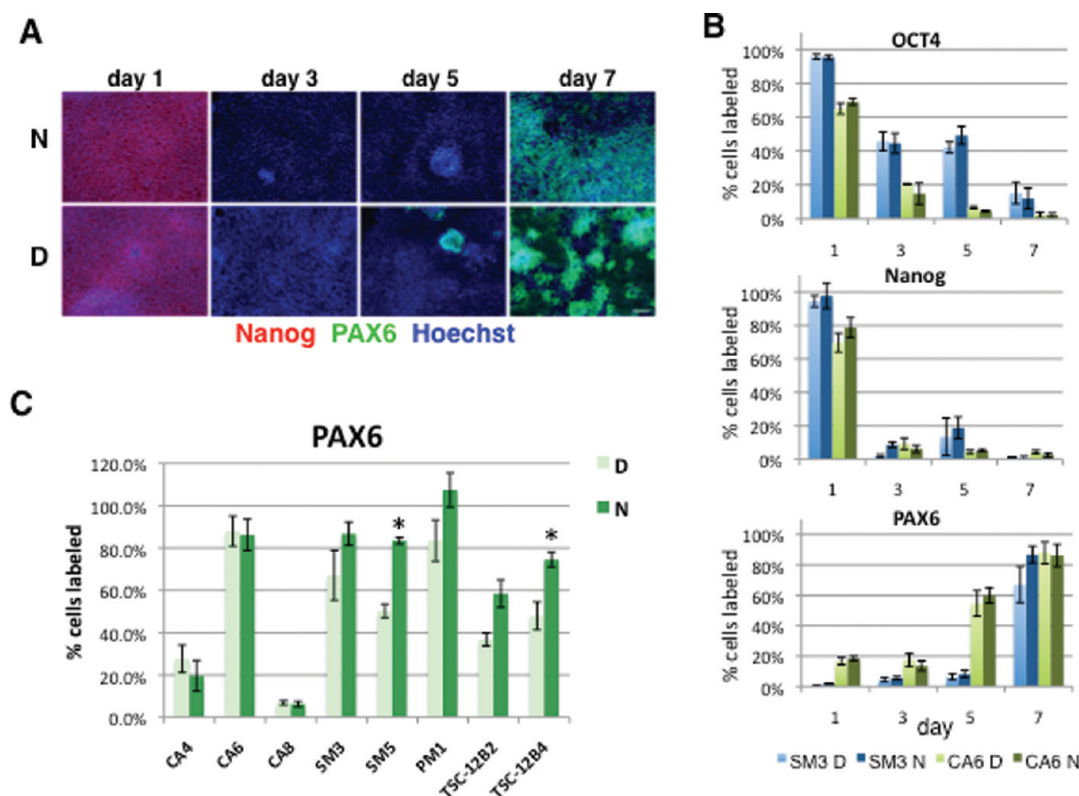 A
day 1 day 3 day 5 day 7
N
D
Nanog PAX6 Hoechst
B
OCT4
% cells labeled
100%
80%
60%
40%
20%
0%
1 3 5 7
Nanog
% cells labeled
100%
80%
60%
40%
20%
0%
1 3 5 7
PAX6
% cells labeled
100%
80%
60%
40%
20%
0%
1 3 5 7
day
SM3 D SM3 N CA6 D CA6 N
C
PAX6
% cells labeled
120.0%
100.0%
80.0%
60.0%
40.0%
20.0%
0.0%
D
N
*
*
CA4 CA6 CA8 SM3 SM5 PM1 TSC-12B2 TSC-12B4